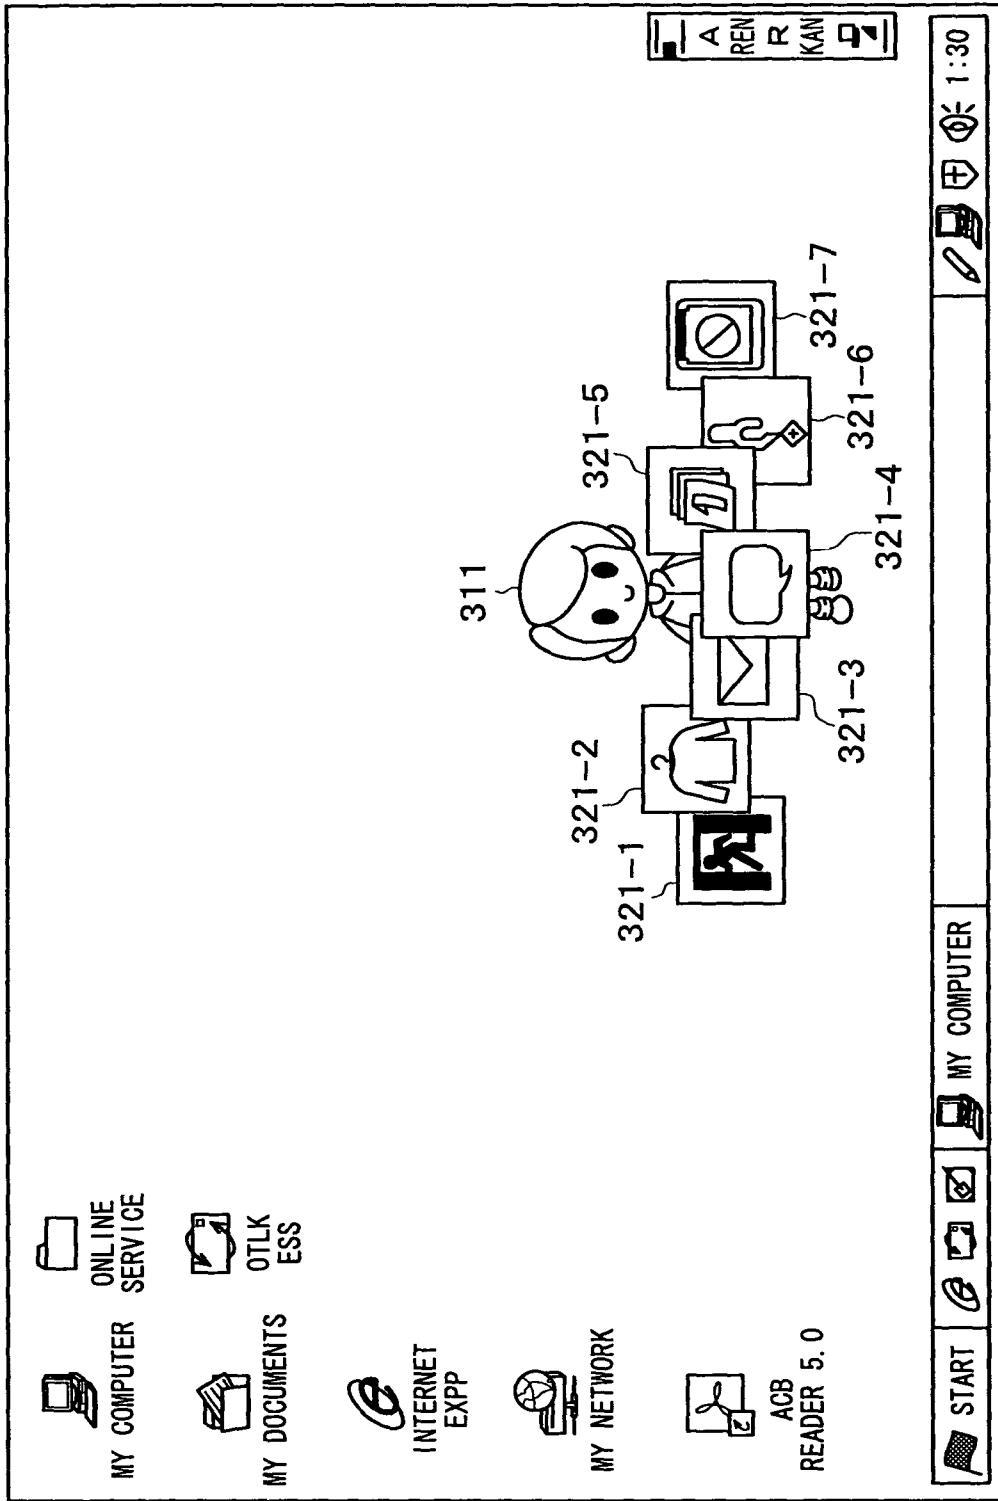 MY COMPUTER
ONLINE
SERVICE
MY DOCUMENTS
OTLK
ESS
INTERNET
EXPP
MY NETWORK
ACB
READER 5.0
311
321-1
321-2
321-3
321-4
321-5
321-6
321-7
A
REN
R
KAN
START
MY COMPUTER
1:30